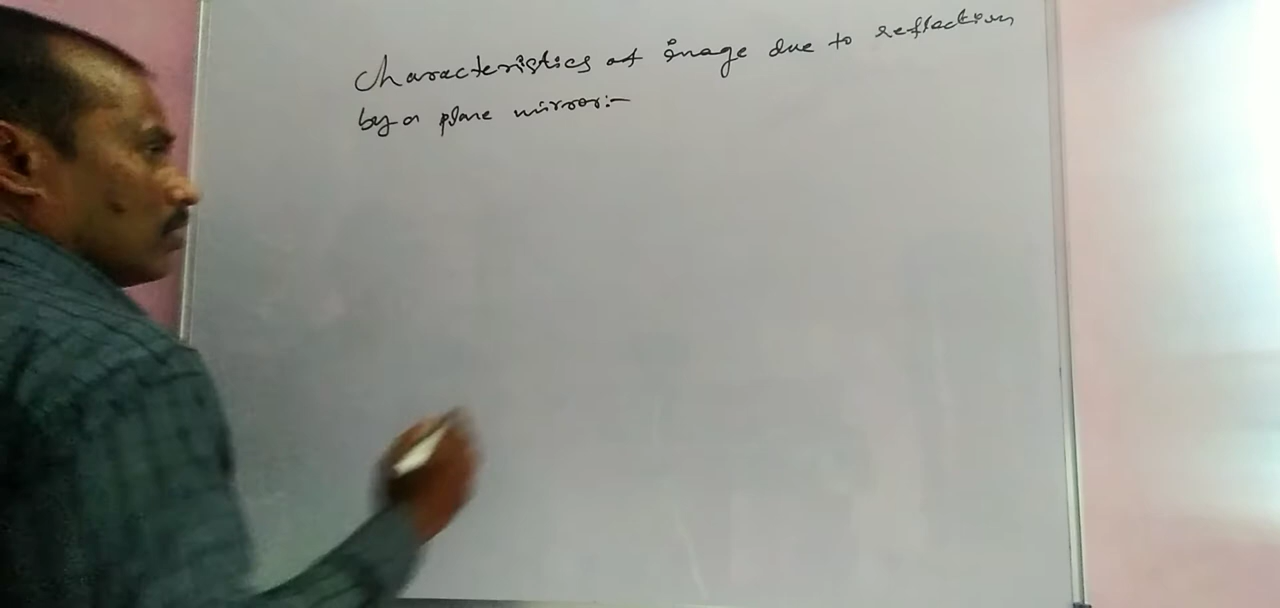 Characteristics of image due to reflection
by a plane mirror:-